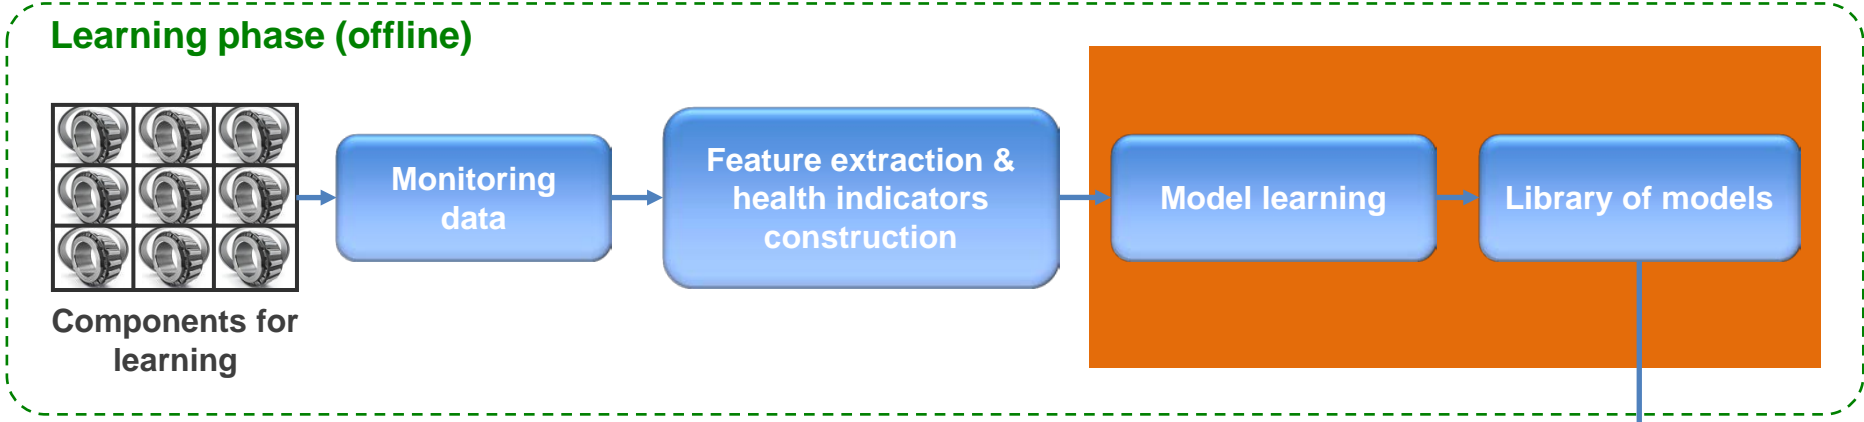 Learning phase (offline)
Monitoring
data
Feature extraction &
health indicators
construction
Model learning
Library of models
Components for
learning